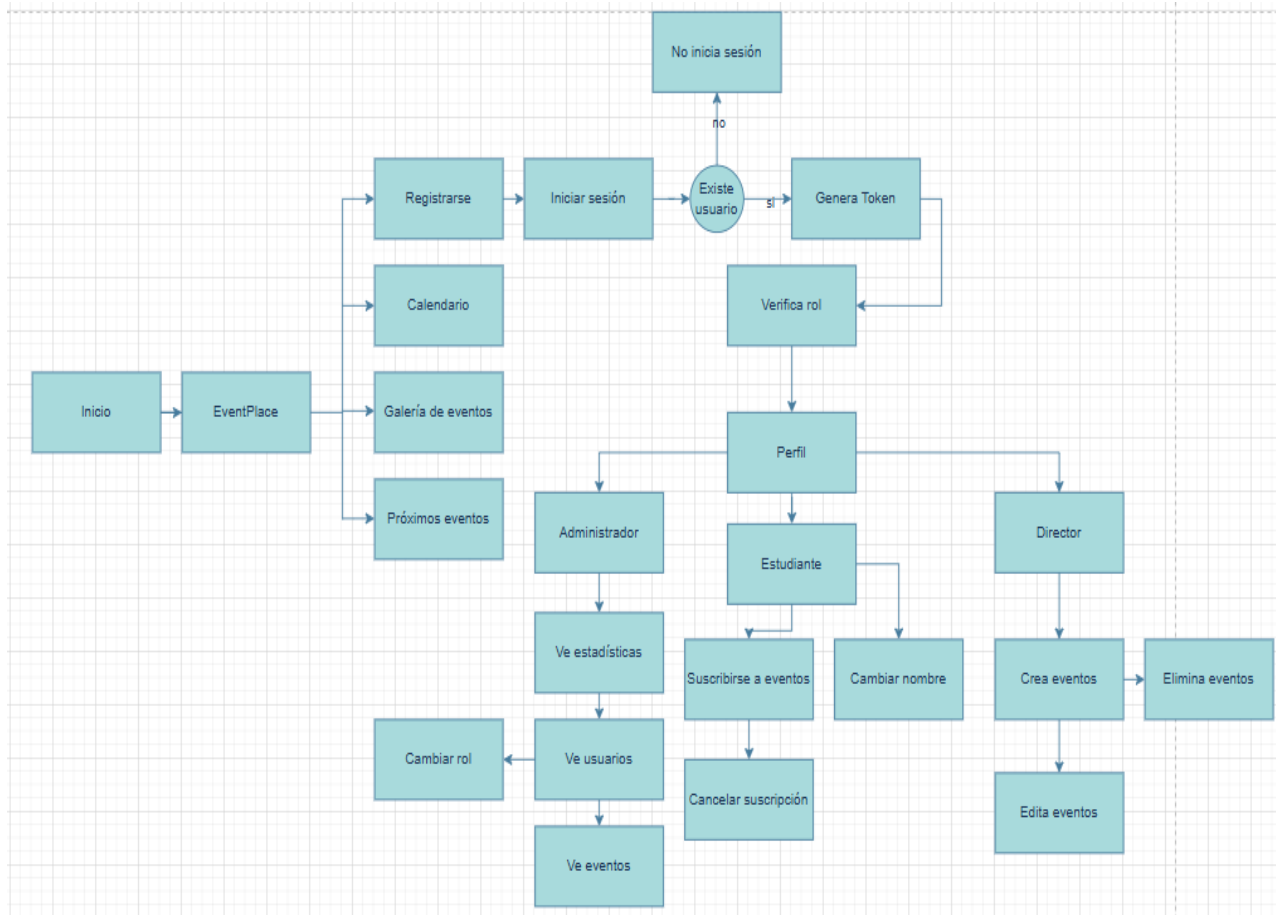 No inicia sesión
no
Registrarse
Iniciar sesión
Existe
usuario
si
Genera Token
Calendario
Verifica rol
Inicio
EventPlace
Galería de eventos
Perfil
Próximos eventos
Administrador
Estudiante
Director
Ve estadísticas
Suscribirse a eventos
Cambiar nombre
Crea eventos
Elimina eventos
Cambiar rol
Ve usuarios
Cancelar suscripción
Edita eventos
Ve eventos